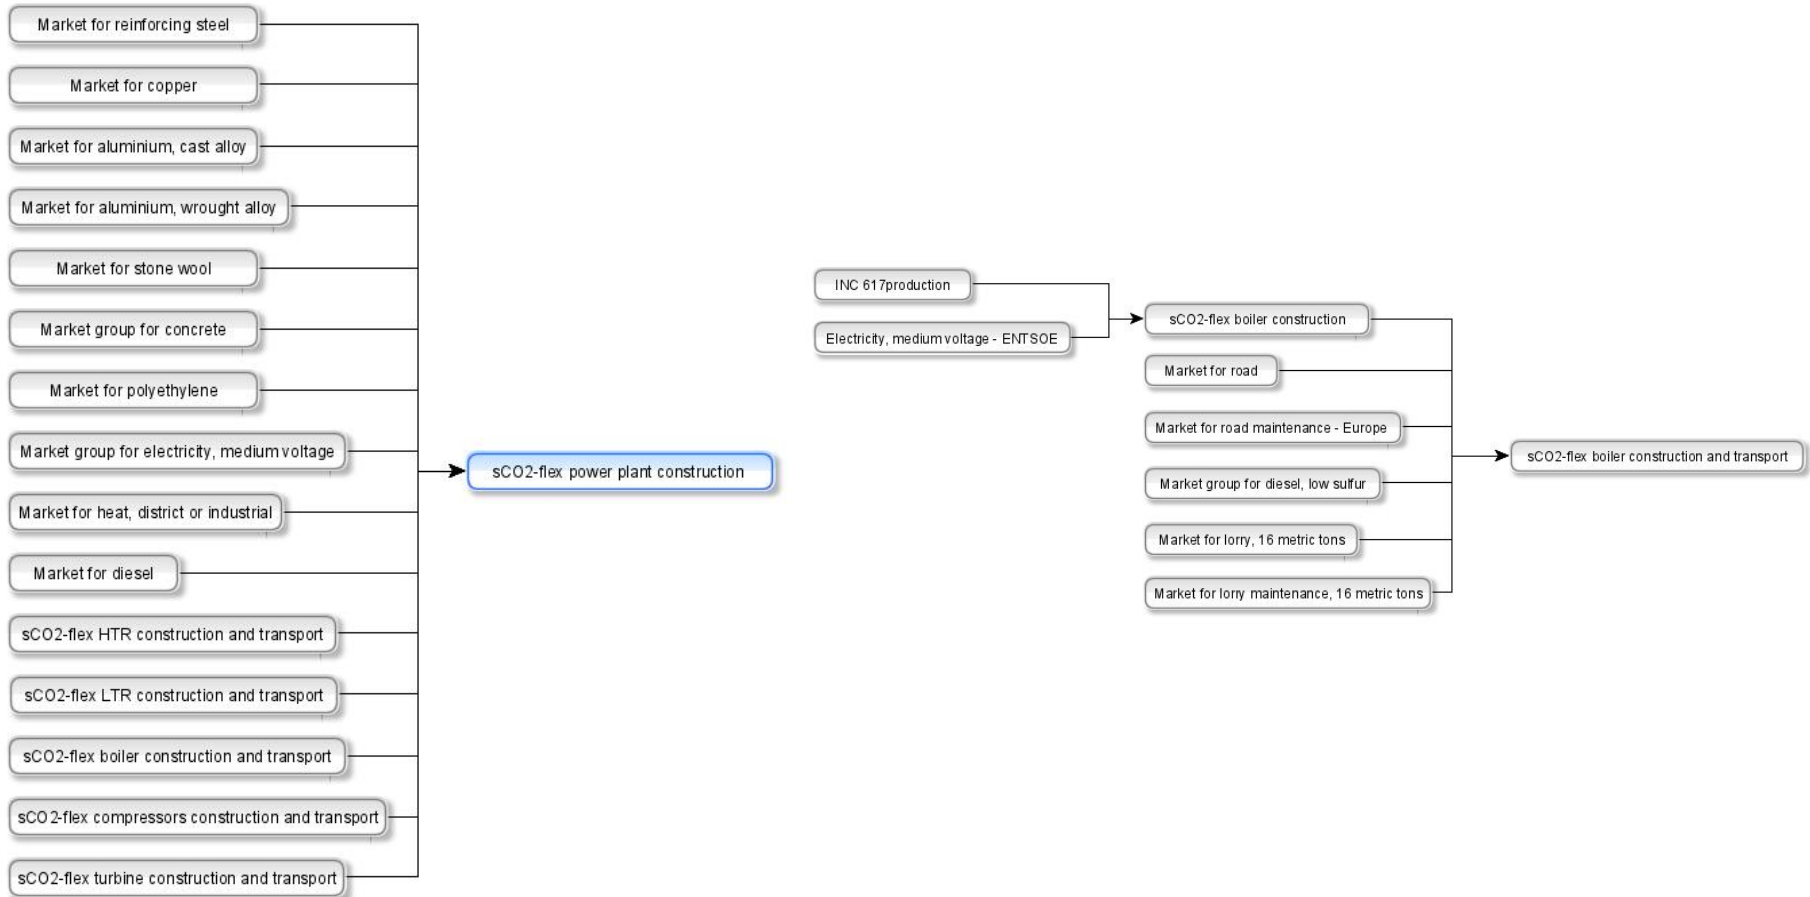 Market for reinforcing steel
Market for copper
Market for aluminium, cast alloy
Market for aluminium, wrought alloy
Market for stone wool
Market group for concrete
Market for polyethylene
Market group for electricity, medium voltage
Market for heat, district or industrial
Market for diesel
sCO2-flex HTR construction and transport
sCO2-flex LTR construction and transport
sCO2-flex boiler construction and transport
sCO2-flex compressors construction and transport
sCO2-flex turbine construction and transport
sCO2-flex power plant construction
INC 617production
Electricity, medium voltage - ENTSOE
sCO2-flex boiler construction
Market for road
Market for road maintenance - Europe
Market group for diesel, low sulfur
Market for lorry, 16 metric tons
Market for lorry maintenance, 16 metric tons
sCO2-flex boiler construction and transport